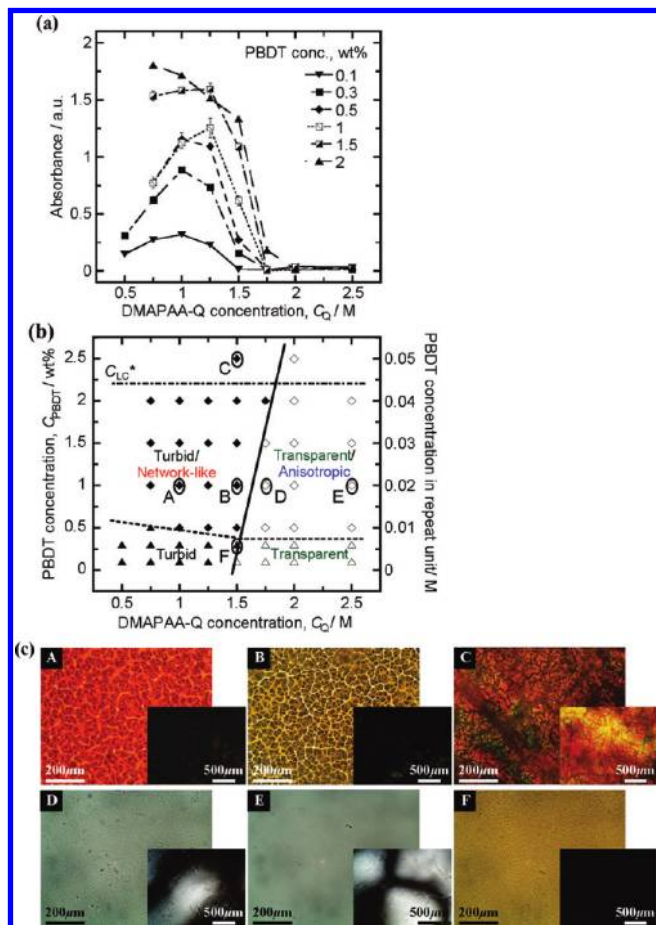 (a)
PBDT conc., wt%
0.1
0.3
0.5
1
1.5
2
Absorbance / a.u.
2
1.5
1
0.5
0
0.5 1.0 1.5 2.0 2.5
DMAPAA-Q concentration, CQ/ M
(b)
PBDT concentration, CPBDT/ wt%
2.5
2
1.5
1
0.5
0
CLC*
C
Turbid/
Network-like
Transparent/
Anisotropic
A B D E
F
Turbid
Transparent
0.05
0.04
0.03
0.02
0.01
0
PBDT concentration in repeat unit/ M
0.5 1.0 1.5 2.0 2.5
DMAPAA-Q concentration, CQ/ M
(c)
A
200μm 500μm
B
200μm 500μm
C
200μm 500μm
D
200μm 500μm
E
200μm 500μm
F
200μm 500μm